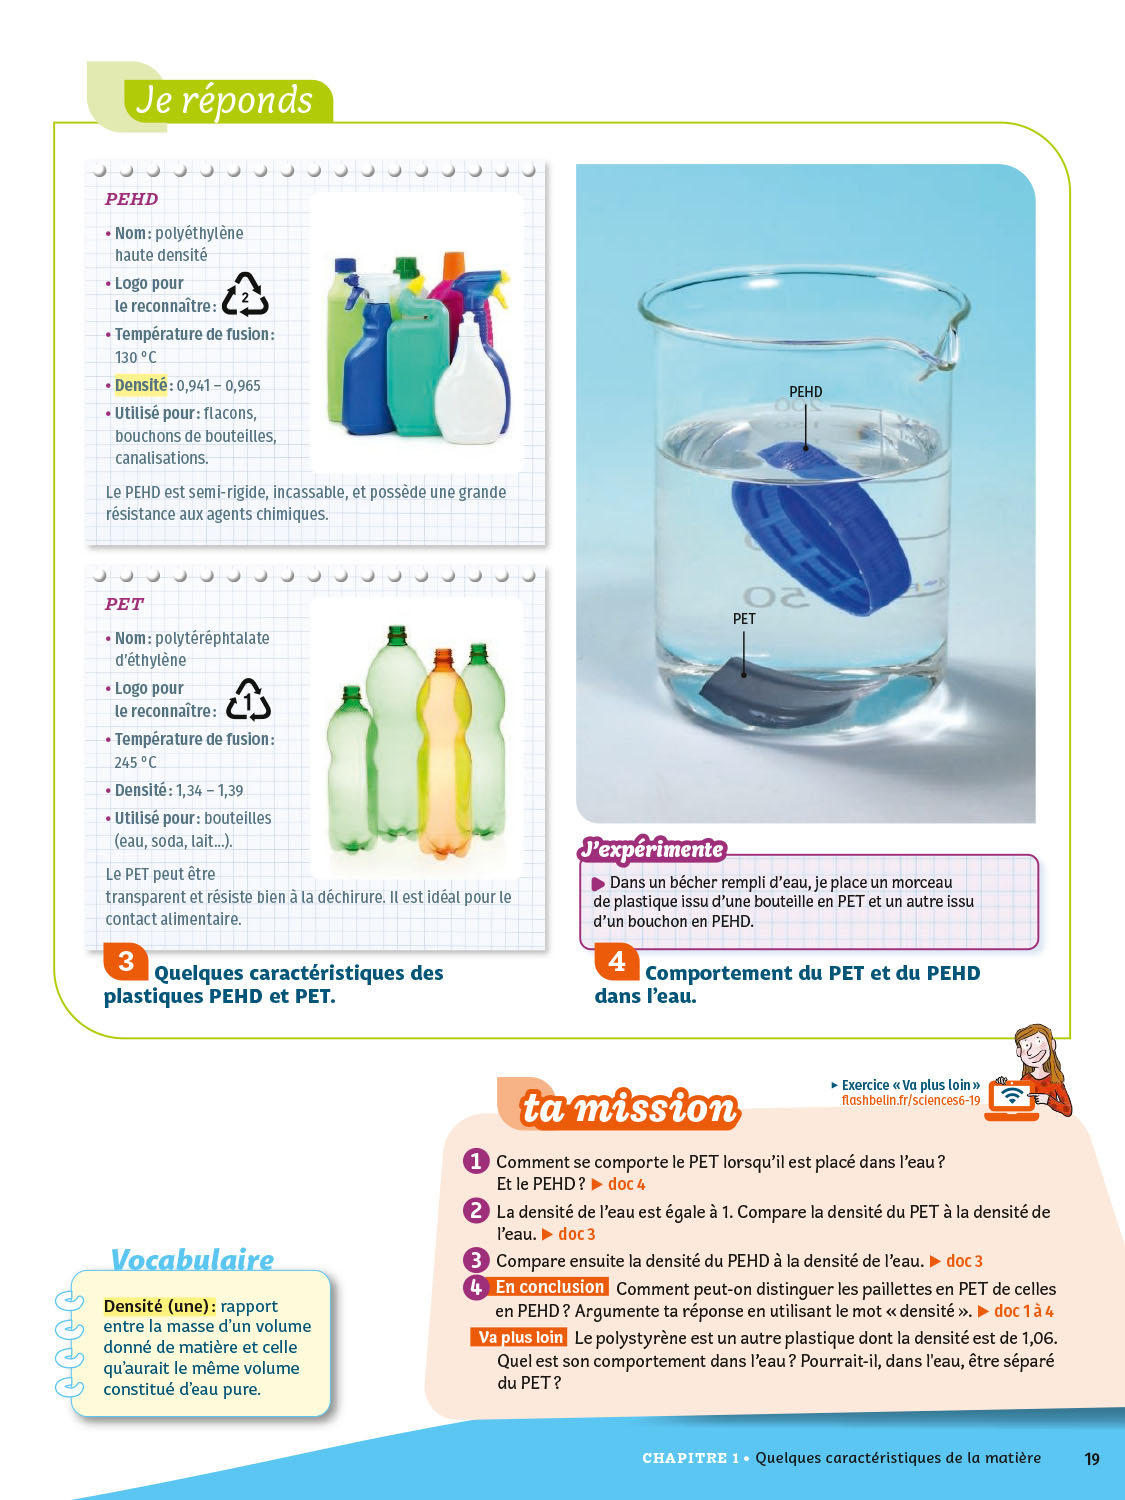 Je réponds
PEHD
• Nom : polyéthylène
haute densité
• Logo pour
le reconnaître :
2
• Température de fusion :
130 °C
• Densité : 0,941 – 0,965
• Utilisé pour : flacons,
bouchons de bouteilles,
canalisations.
Le PEHD est semi-rigide, incassable, et possède une grande
résistance aux agents chimiques.
PET
• Nom : polytéréphtalate
d'éthylène
• Logo pour
le reconnaître :
1
• Température de fusion :
245 °C
• Densité : 1,34 – 1,39
• Utilisé pour : bouteilles
(eau, soda, lait...).
Le PET peut être
transparent et résiste bien à la déchirure. Il est idéal pour le
contact alimentaire.
3 Quelques caractéristiques des
plastiques PEHD et PET.
PEHD
200
150
50
PET
J'expérimente
▶ Dans un bécher rempli d'eau, je place un morceau
de plastique issu d'une bouteille en PET et un autre issu
d'un bouchon en PEHD.
4 Comportement du PET et du PEHD
dans l'eau.
▸ Exercice « Va plus loin »
flashbelin.fr/sciences6-19
ta mission
1 Comment se comporte le PET lorsqu'il est placé dans l'eau ?
Et le PEHD ? ▶ doc 4
2 La densité de l'eau est égale à 1. Compare la densité du PET à la densité de
l'eau. ▶ doc 3
3 Compare ensuite la densité du PEHD à la densité de l'eau. ▶ doc 3
4 En conclusion Comment peut-on distinguer les paillettes en PET de celles
en PEHD ? Argumente ta réponse en utilisant le mot « densité ». ▶ doc 1 à 4
Va plus loin Le polystyrène est un autre plastique dont la densité est de 1,06.
Quel est son comportement dans l'eau ? Pourrait-il, dans l'eau, être séparé
du PET ?
Vocabulaire
Densité (une) : rapport
entre la masse d'un volume
donné de matière et celle
qu'aurait le même volume
constitué d'eau pure.
CHAPITRE 1 • Quelques caractéristiques de la matière
19